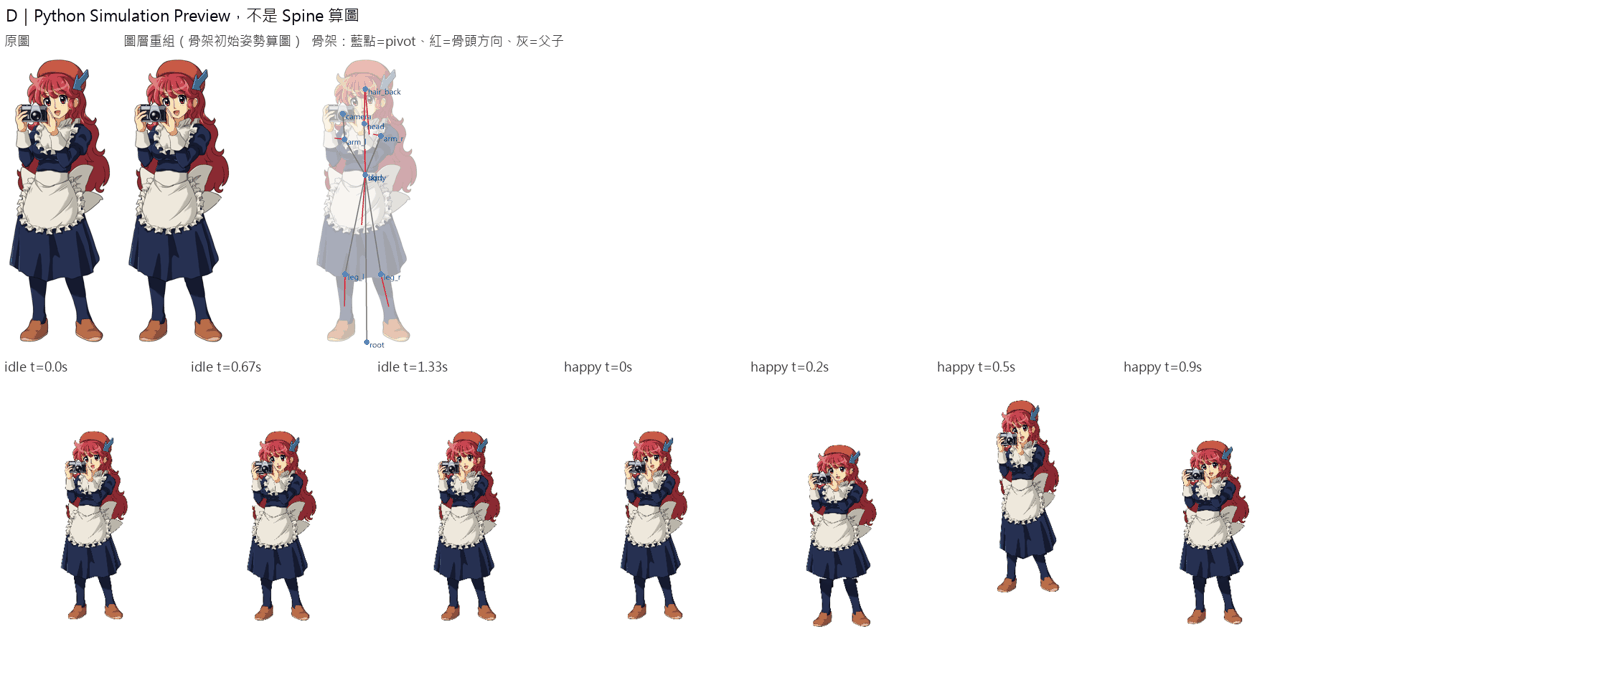 D | Python Simulation Preview，不是 Spine 算圖
原圖
圖層重組 ( 骨架初始姿勢算圖 )
骨架：藍點=pivot、紅=骨頭方向、灰=父子
hair_back
camera
head
arm_l
arm_r
leg_l
leg_r
root
idle t=0.0s
idle t=0.67s
idle t=1.33s
happy t=0s
happy t=0.2s
happy t=0.5s
happy t=0.9s